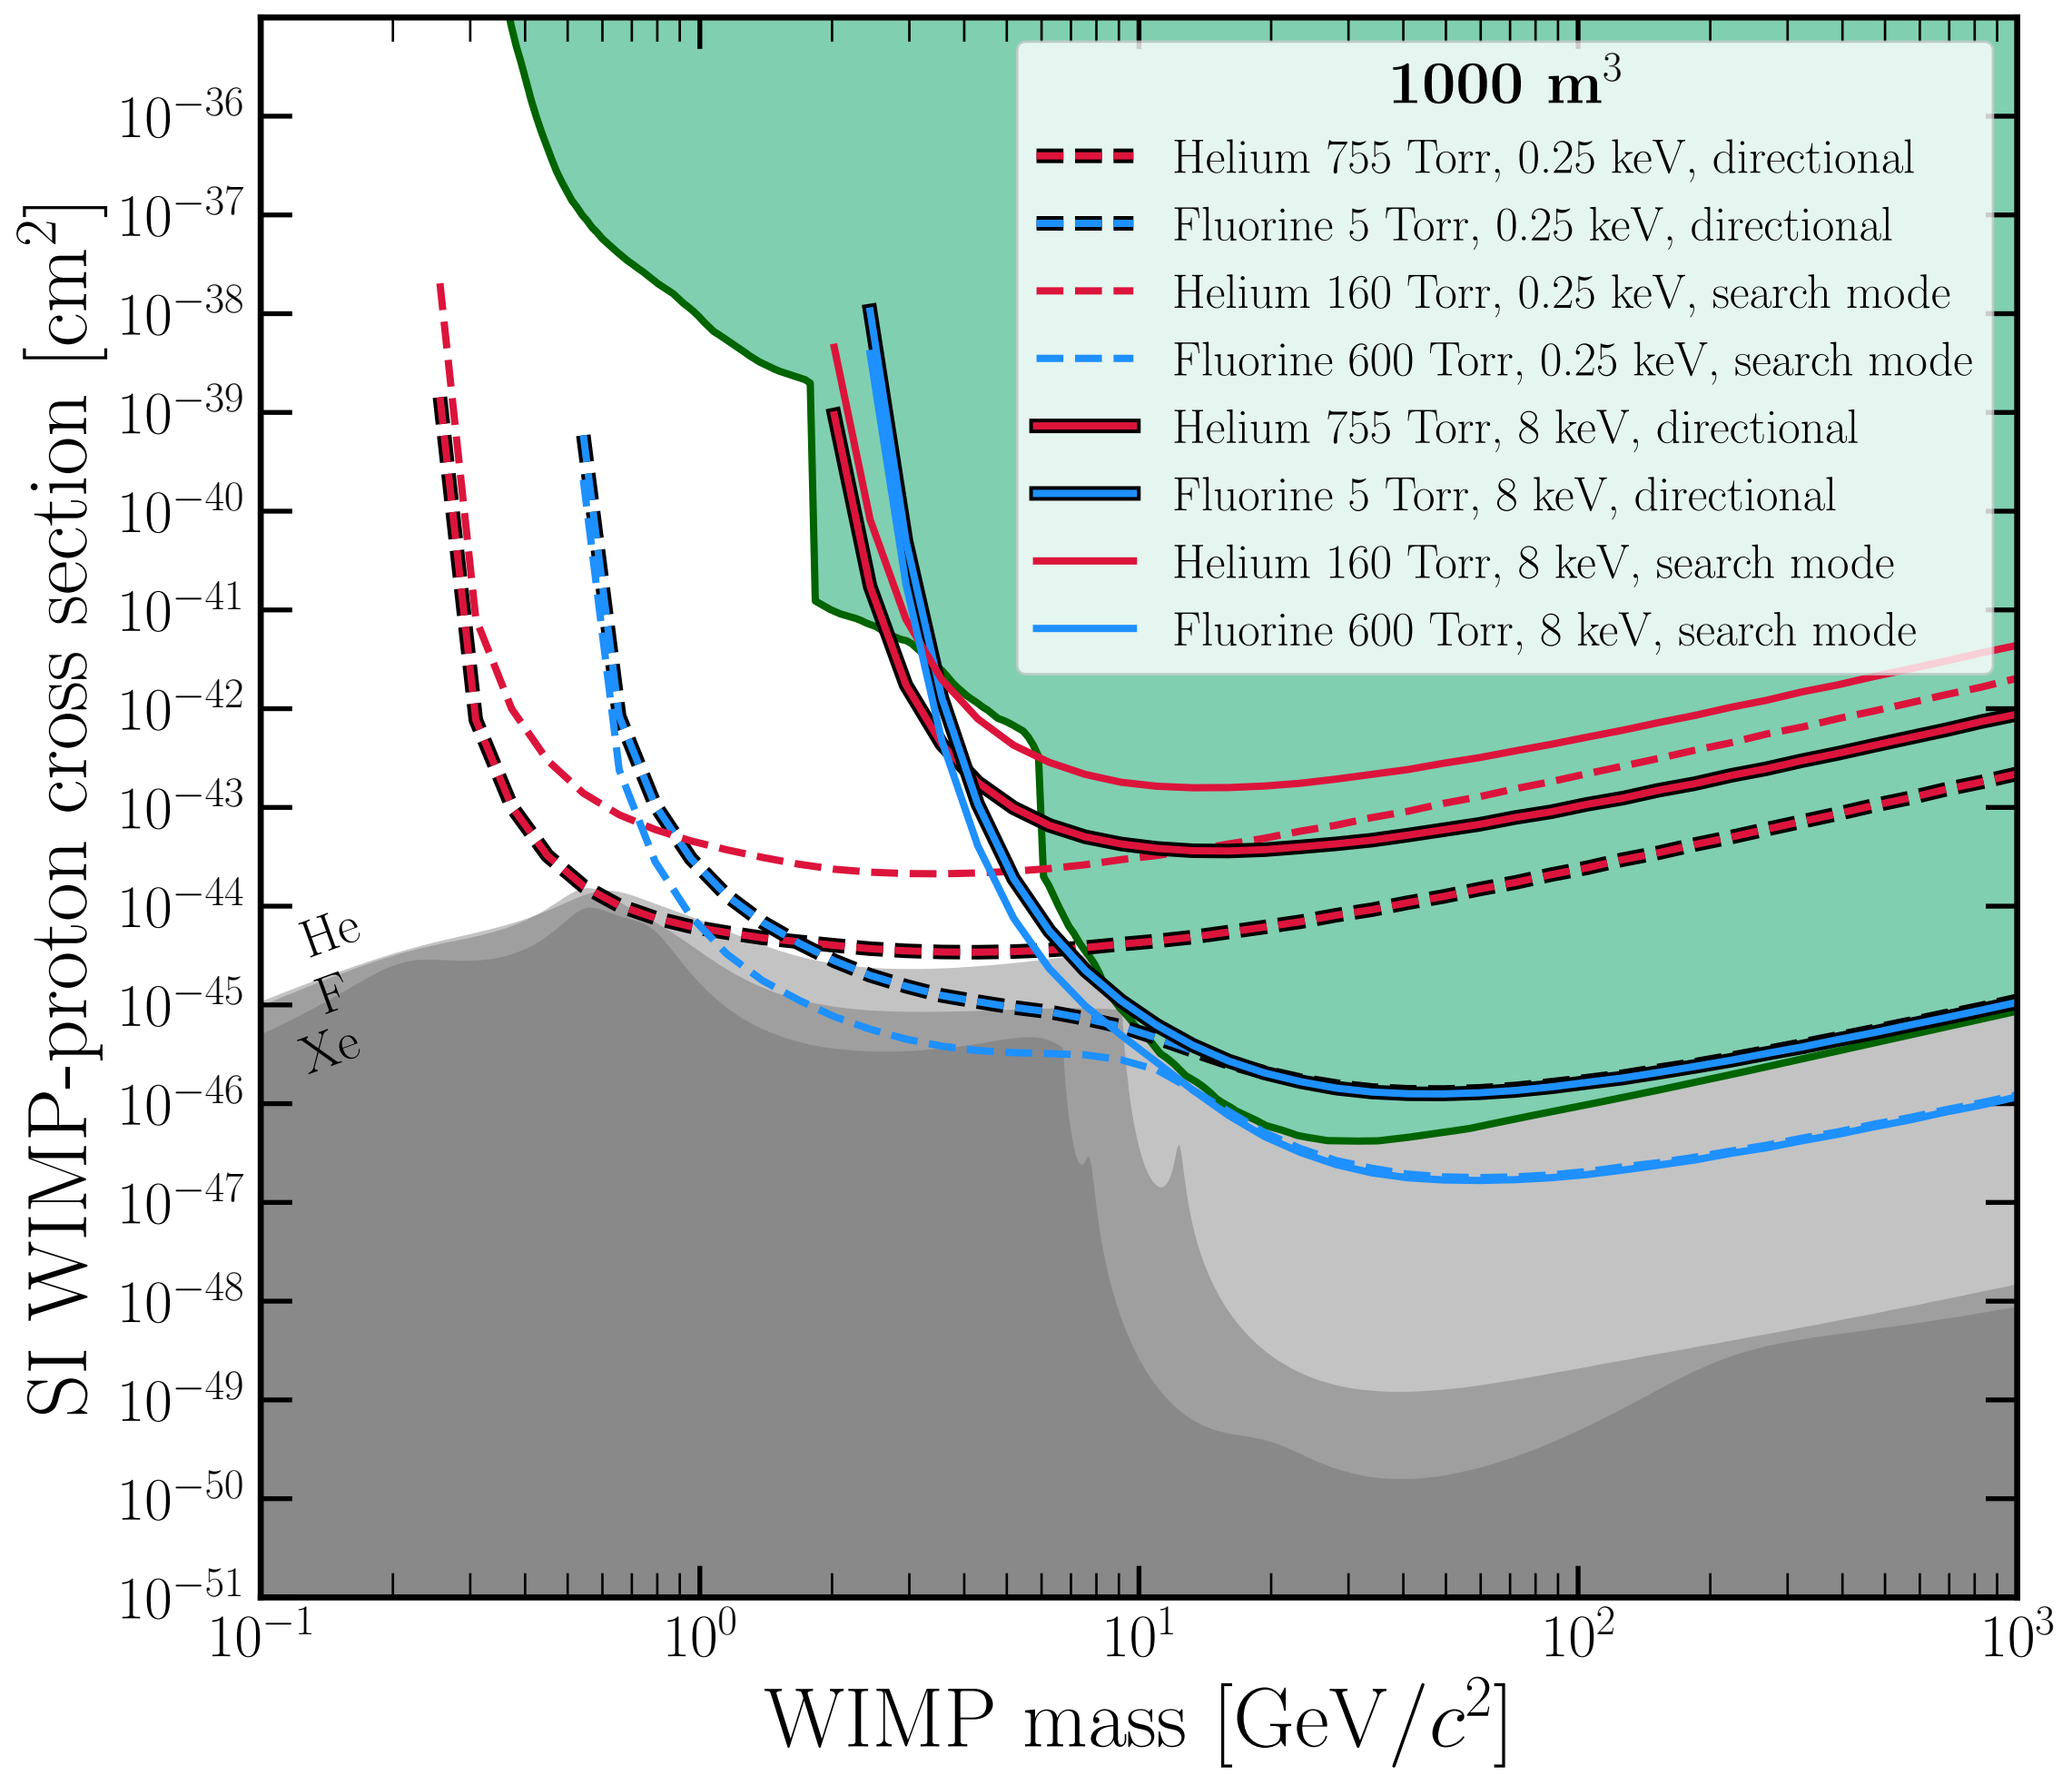 SI WIMP-proton cross section [cm²]
10⁻³⁶
10⁻³⁷
10⁻³⁸
10⁻³⁹
10⁻⁴⁰
10⁻⁴¹
10⁻⁴²
10⁻⁴³
10⁻⁴⁴
10⁻⁴⁵
10⁻⁴⁶
10⁻⁴⁷
10⁻⁴⁸
10⁻⁴⁹
10⁻⁵⁰
10⁻⁵¹
1000 m³
Helium 755 Torr, 0.25 keV, directional
Fluorine 5 Torr, 0.25 keV, directional
Helium 160 Torr, 0.25 keV, search mode
Fluorine 600 Torr, 0.25 keV, search mode
Helium 755 Torr, 8 keV, directional
Fluorine 5 Torr, 8 keV, directional
Helium 160 Torr, 8 keV, search mode
Fluorine 600 Torr, 8 keV, search mode
He
F
Xe
10⁻¹ 10⁰ 10¹ 10² 10³
WIMP mass [GeV/c²]